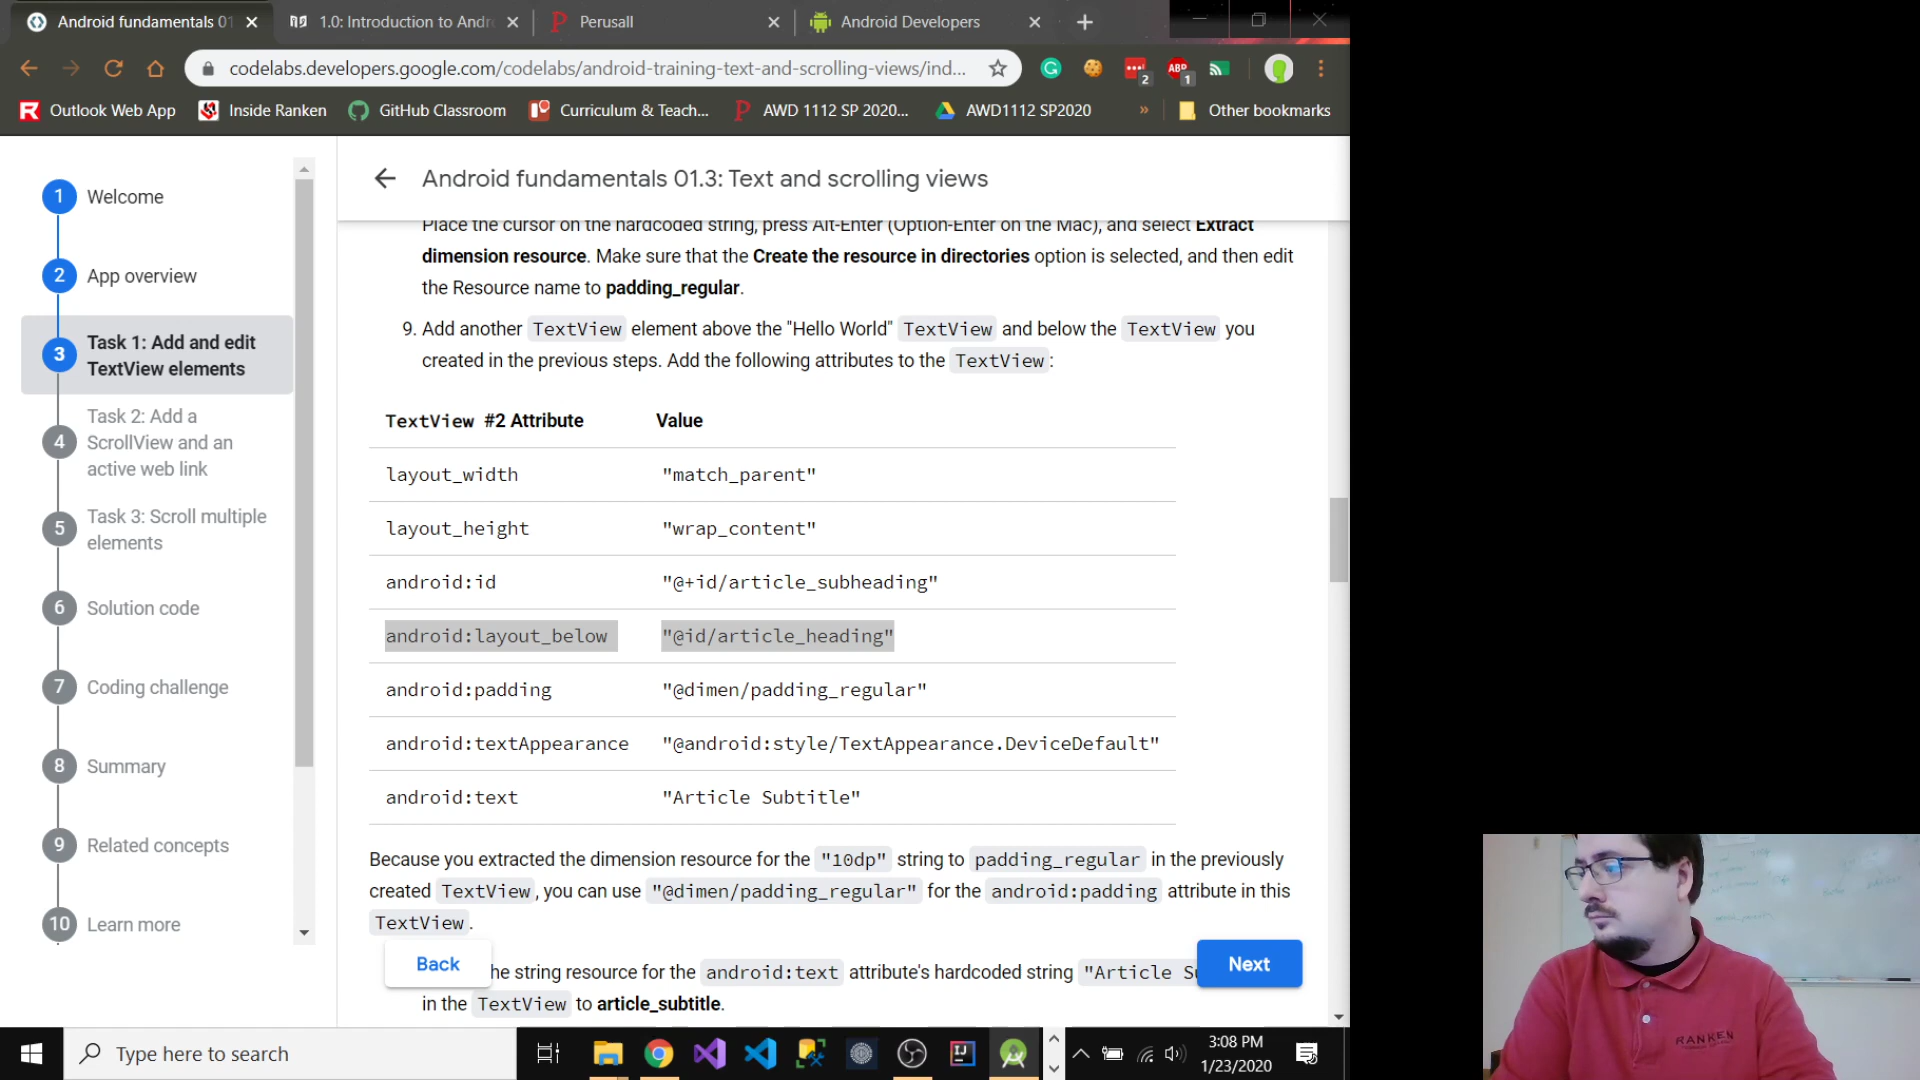 Android fundamentals 01
1.0: Introduction to Andr
Perusall
Android Developers
codelabs.developers.google.com/codelabs/android-training-text-and-scrolling-views/ind...
2
ABP
1
Outlook Web App
Inside Ranken
GitHub Classroom
Curriculum & Teach...
AWD 1112 SP 2020...
AWD1112 SP2020
»
Other bookmarks
1 Welcome
2 App overview
3 Task 1: Add and edit
TextView elements
4 Task 2: Add a
ScrollView and an
active web link
5 Task 3: Scroll multiple
elements
6 Solution code
7 Coding challenge
8 Summary
9 Related concepts
10 Learn more
Android fundamentals 01.3: Text and scrolling views
Place the cursor on the hardcoded string, press Alt-Enter (Option-Enter on the Mac), and select Extract
dimension resource. Make sure that the Create the resource in directories option is selected, and then edit
the Resource name to padding_regular.
9. Add another TextView element above the "Hello World" TextView and below the TextView you
created in the previous steps. Add the following attributes to the TextView:
TextView #2 Attribute Value
layout_width "match_parent"
layout_height "wrap_content"
android:id "@+id/article_subheading"
android:layout_below "@id/article_heading"
android:padding "@dimen/padding_regular"
android:textAppearance "@android:style/TextAppearance.DeviceDefault"
android:text "Article Subtitle"
Because you extracted the dimension resource for the "10dp" string to padding_regular in the previously
created TextView, you can use "@dimen/padding_regular" for the android:padding attribute in this
TextView.
Back
he string resource for the android:text attribute's hardcoded string "Article Su
Next
in the TextView to article_subtitle.
Type here to search
3:08 PM
1/23/2020
RANKEN